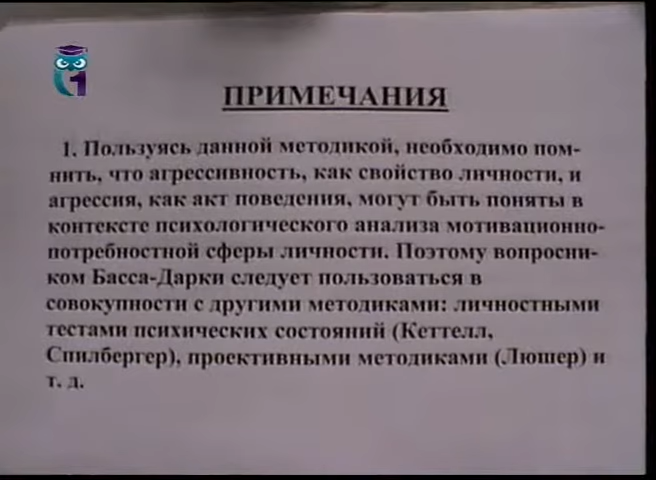 1
ПРИМЕЧАНИЯ
1. Пользуясь данной методикой, необходимо пом-
нить, что агрессивность, как свойство личности, и
агрессия, как акт поведения, могут быть поняты в
контексте психологического анализа мотивационно-
потребностной сферы личности. Поэтому вопросни-
ком Басса-Дарки следует пользоваться в
совокупности с другими методиками: личностными
тестами психических состояний (Кеттелл,
Спилбергер), проективными методиками (Люшер) и
т. д.